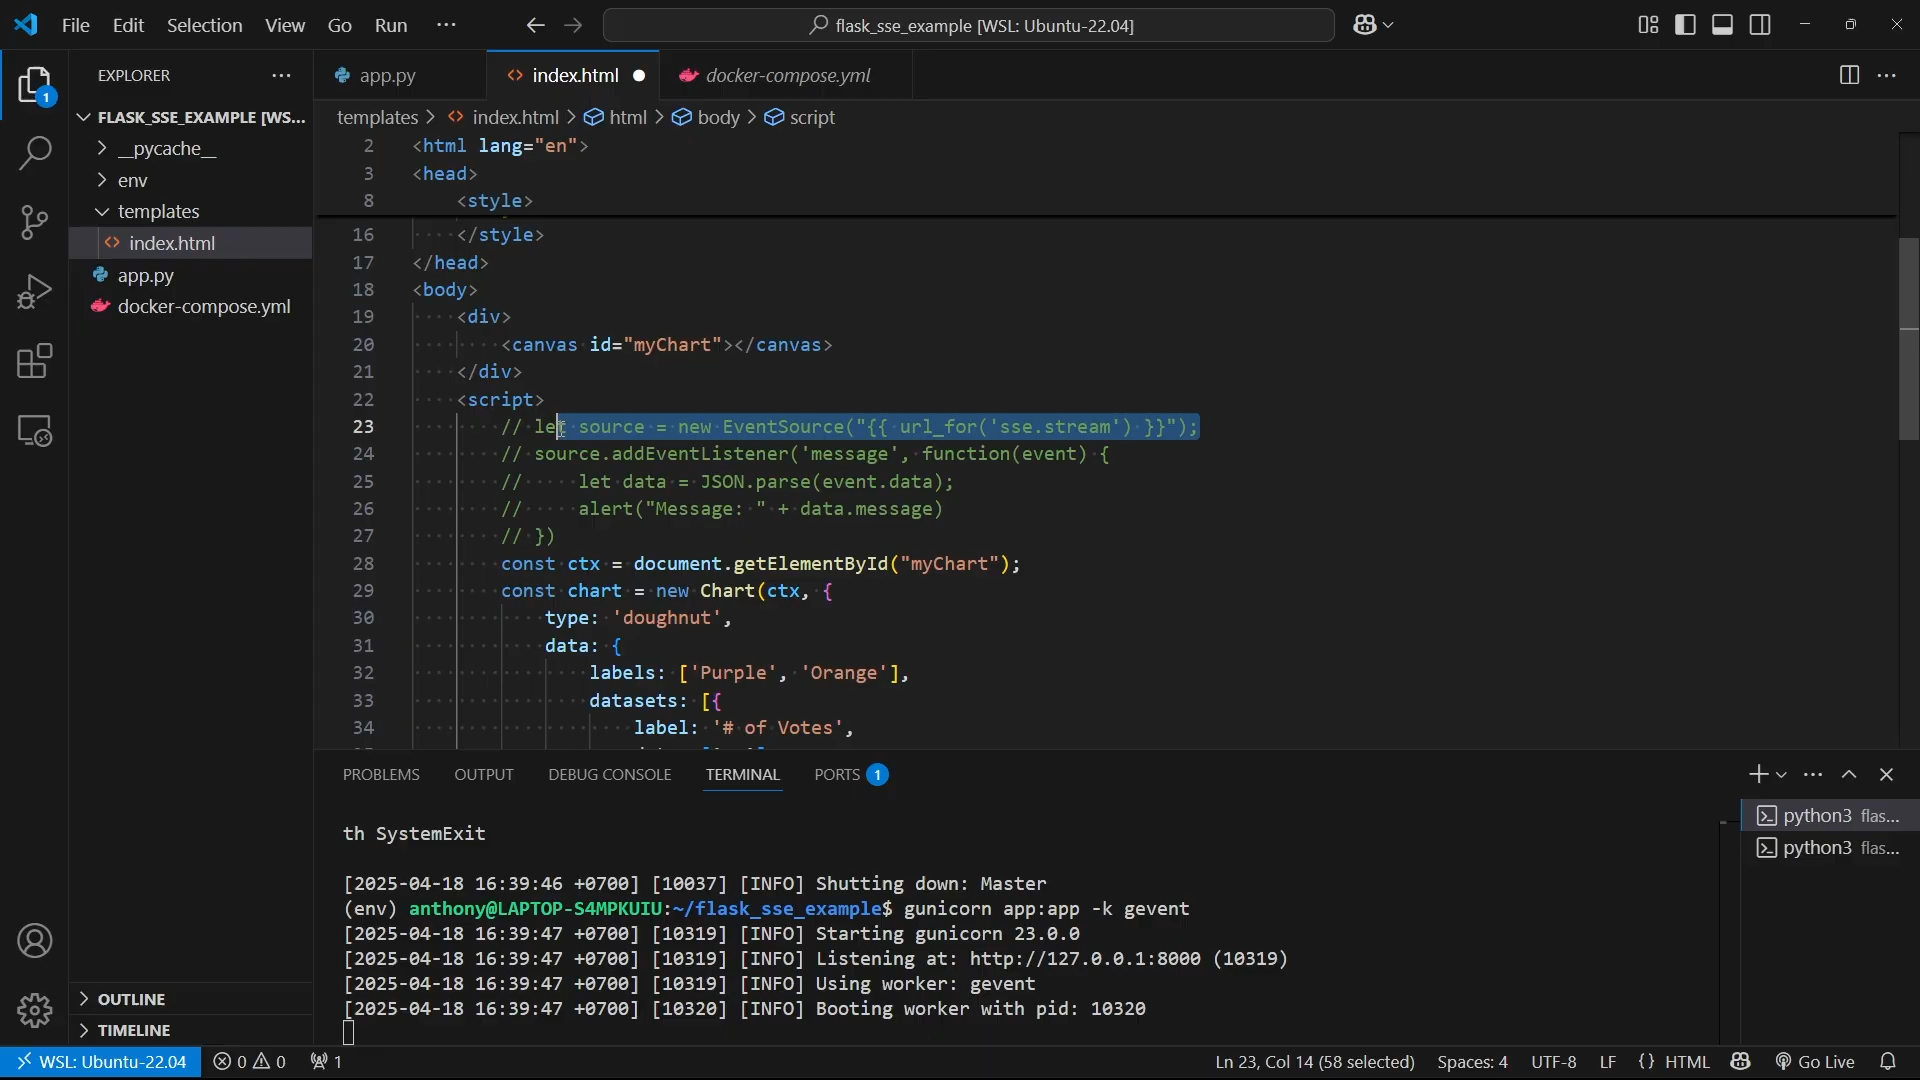 File Edit Selection View Go Run ··· flask_sse_example [WSL: Ubuntu-22.04]
EXPLORER
FLASK_SSE_EXAMPLE [WS...
__pycache__
env
templates
index.html
app.py
docker-compose.yml
OUTLINE
TIMELINE
1
app.py index.html docker-compose.yml
templates > index.html > html > body > script
2 <html lang="en">
3 <head>
8 <style>
16 </style>
17 </head>
18 <body>
19 <div>
20 <canvas id="myChart"></canvas>
21 </div>
22 <script>
23 // let source = new EventSource("{{ url_for('sse.stream') }}");
24 // source.addEventListener('message', function(event) {
25 // let data = JSON.parse(event.data);
26 // alert("Message: " + data.message)
27 // })
28 const ctx = document.getElementById("myChart");
29 const chart = new Chart(ctx, {
30 type: 'doughnut',
31 data: {
32 labels: ['Purple', 'Orange'],
33 datasets: [{
34 label: '# of Votes',
PROBLEMS OUTPUT DEBUG CONSOLE TERMINAL PORTS 1
th SystemExit
[2025-04-18 16:39:46 +0700] [10037] [INFO] Shutting down: Master
(env) anthony@LAPTOP-S4MPKUIU:~/flask_sse_example$ gunicorn app:app -k gevent
[2025-04-18 16:39:47 +0700] [10319] [INFO] Starting gunicorn 23.0.0
[2025-04-18 16:39:47 +0700] [10319] [INFO] Listening at: http://127.0.0.1:8000 (10319)
[2025-04-18 16:39:47 +0700] [10319] [INFO] Using worker: gevent
[2025-04-18 16:39:47 +0700] [10320] [INFO] Booting worker with pid: 10320
python3 flas...
python3 flas...
WSL: Ubuntu-22.04 0 0 1 Ln 23, Col 14 (58 selected) Spaces: 4 UTF-8 LF {} HTML Go Live